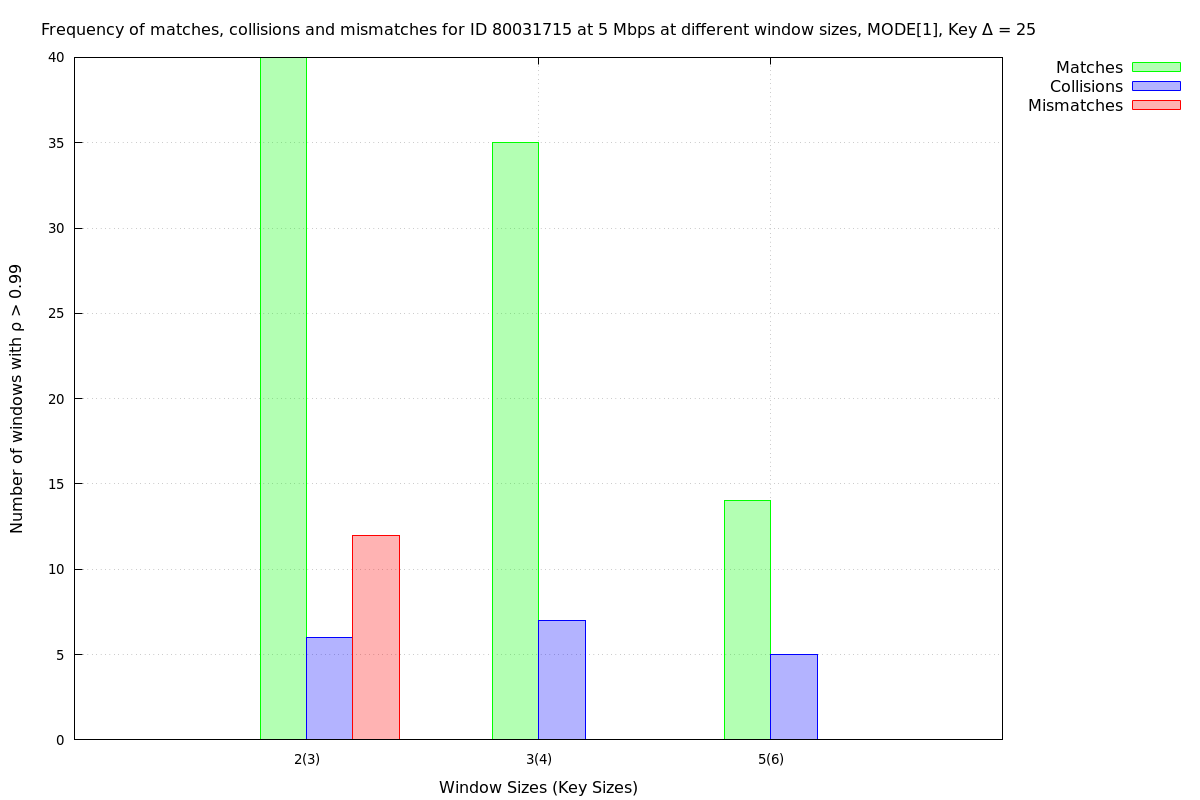 Frequency of matches, collisions and mismatches for ID 80031715 at 5 Mbps at different window sizes, MODE[1], Key Δ = 25
Matches
Collisions
Mismatches
Number of windows with ρ > 0.99
40
35
30
25
20
15
10
5
0
2(3)
3(4)
5(6)
Window Sizes (Key Sizes)